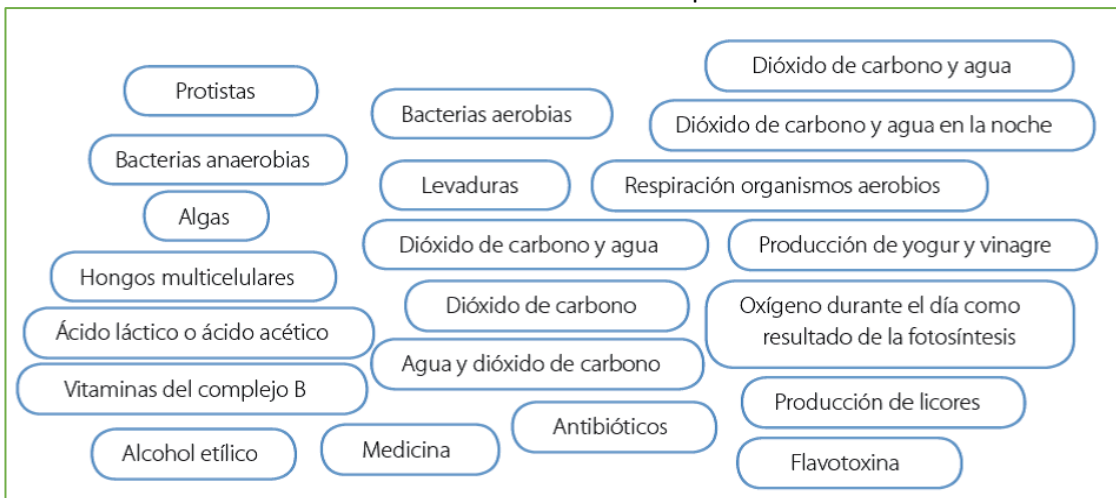 Dióxido de carbono y agua
Protistas
Bacterias aerobias
Dióxido de carbono y agua en la noche
Bacterias anaerobias
Levaduras
Respiración organismos aerobios
Algas
Dióxido de carbono y agua
Producción de yogur y vinagre
Hongos multicelulares
Dióxido de carbono
Oxígeno durante el día como
resultado de la fotosíntesis
Ácido láctico o ácido acético
Agua y dióxido de carbono
Vitaminas del complejo B
Producción de licores
Antibióticos
Medicina
Alcohol etílico
Flavotoxina